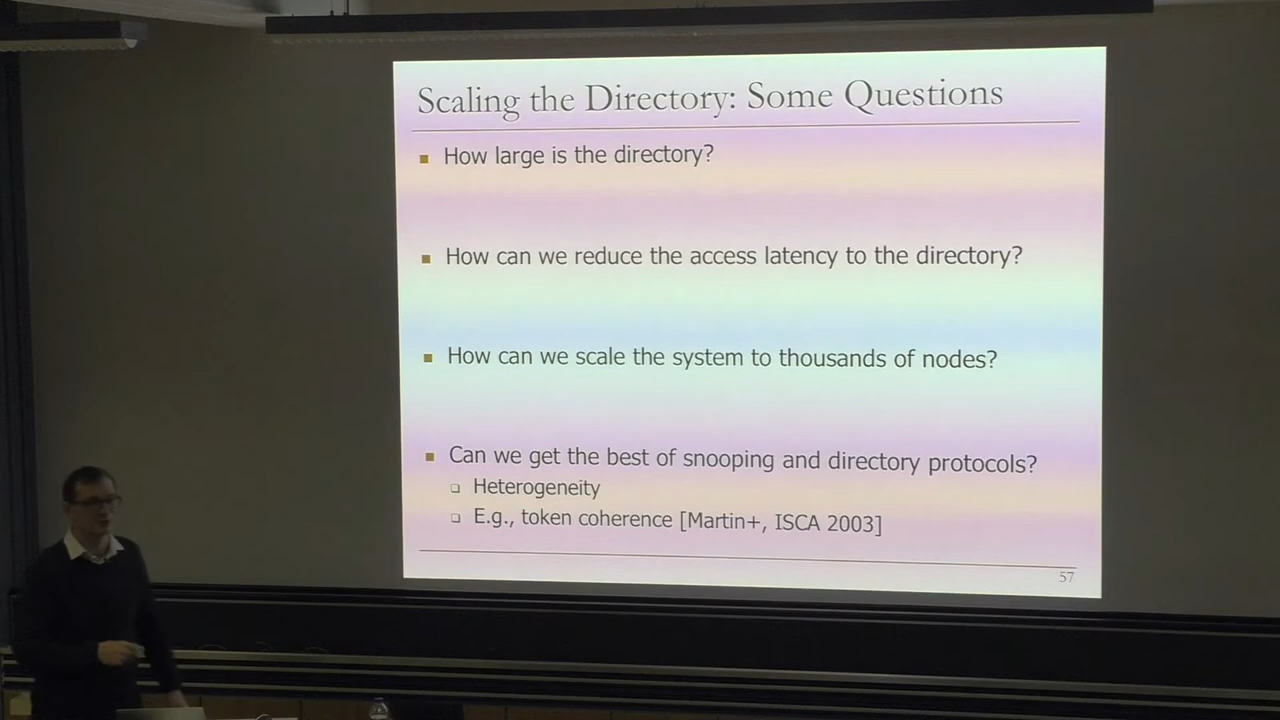 Scaling the Directory: Some Questions
■ How large is the directory?
■ How can we reduce the access latency to the directory?
■ How can we scale the system to thousands of nodes?
■ Can we get the best of snooping and directory protocols?
❑ Heterogeneity
❑ E.g., token coherence [Martin+, ISCA 2003]
57